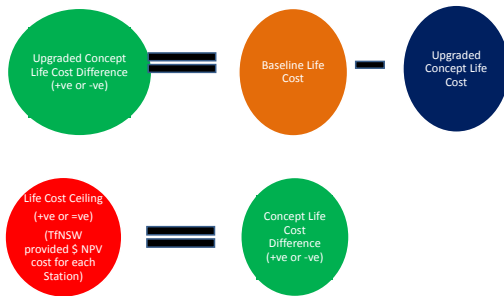 Upgraded Concept
Life Cost Difference
(+ve or -ve)
Baseline Life
Cost
Upgraded
Concept Life
Cost
Life Cost Ceiling
(+ve or =ve)
(TfNSW
provided $ NPV
cost for each
Station)
Concept Life
Cost
Difference
(+ve or -ve)